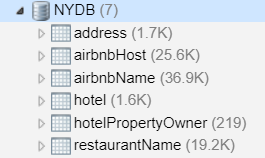 NYDB (7)
address (1.7K)
airbnbHost (25.6K)
airbnbName (36.9K)
hotel (1.6K)
hotelPropertyOwner (219)
restaurantName (19.2K)